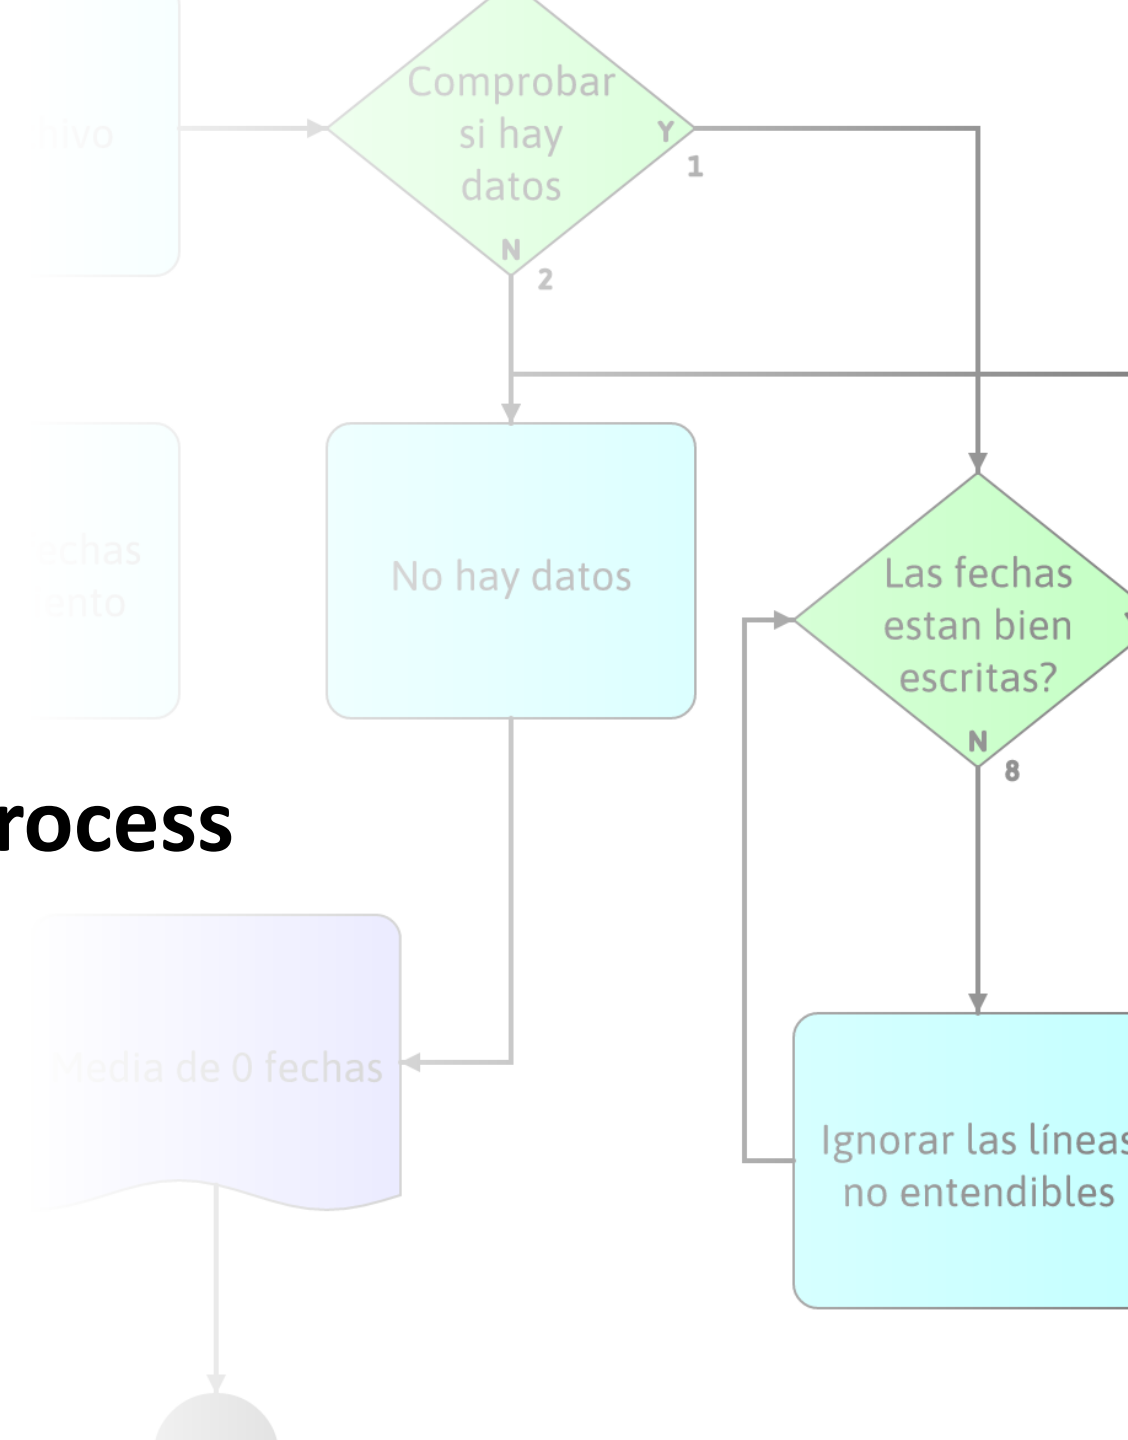 Comprobar
si hay
datos
Y
1
N
2
No hay datos
Las fechas
estan bien
escritas?
N
8
rocess
Media de 0 fechas
Ignorar las líneas
no entendibles